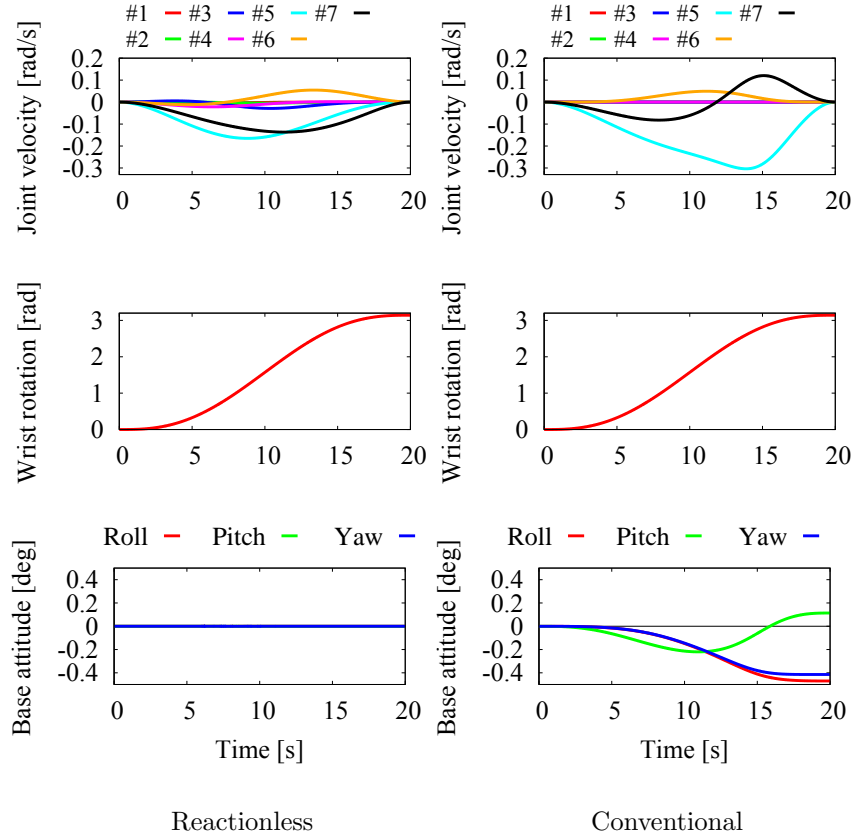 #1 #3 #5 #7
#2 #4 #6
Joint velocity [rad/s]
0.2
0.1
0
-0.1
-0.2
-0.3
0 5 10 15 20
#1 #3 #5 #7
#2 #4 #6
Joint velocity [rad/s]
0.2
0.1
0
-0.1
-0.2
-0.3
0 5 10 15 20
Wrist rotation [rad]
3
2
1
0
0 5 10 15 20
Wrist rotation [rad]
3
2
1
0
0 5 10 15 20
Roll Pitch Yaw
Base attitude [deg]
0.4
0.2
0
-0.2
-0.4
0 5 10 15 20
Time [s]
Roll Pitch Yaw
Base attitude [deg]
0.4
0.2
0
-0.2
-0.4
0 5 10 15 20
Time [s]
Reactionless
Conventional